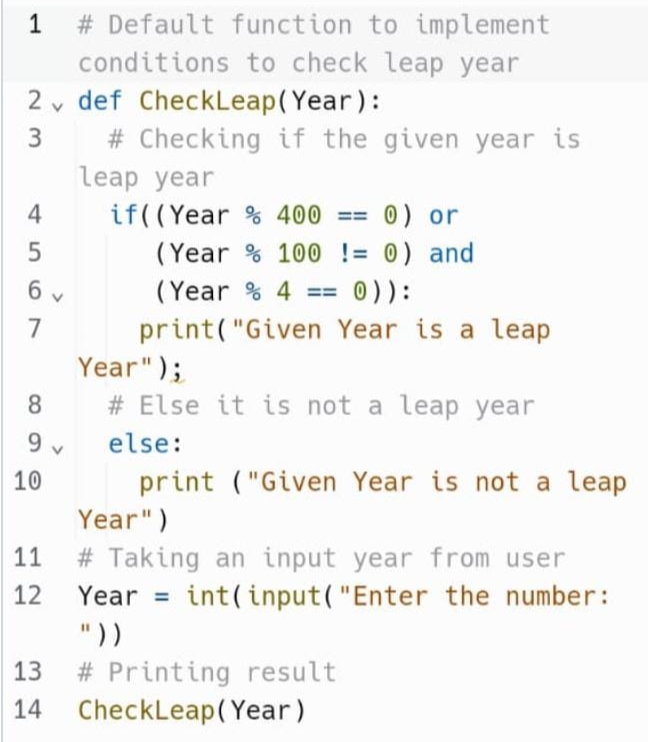 1 # Default function to implement
conditions to check leap year
2 def CheckLeap(Year):
3 # Checking if the given year is
leap year
4 if((Year % 400 == 0) or
5 (Year % 100 != 0) and
6 (Year % 4 == 0)):
7 print("Given Year is a leap
Year");
8 # Else it is not a leap year
9 else:
10 print ("Given Year is not a leap
Year")
11 # Taking an input year from user
12 Year = int(input("Enter the number:
"))
13 # Printing result
14 CheckLeap(Year)